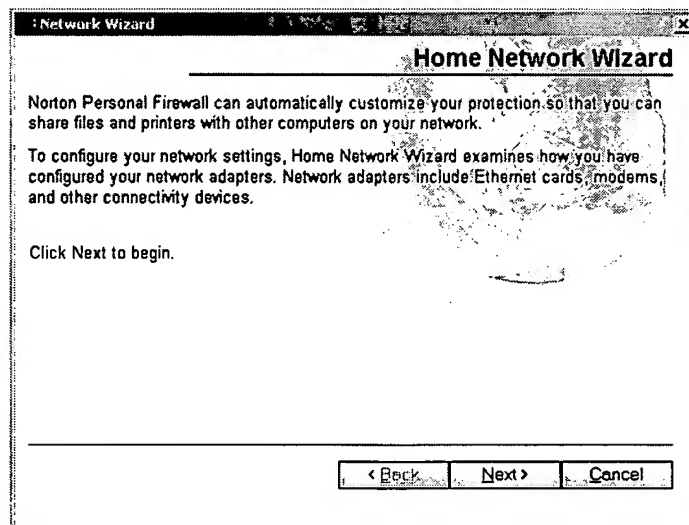 Network Wizard
x
Home Network Wizard
Norton Personal Firewall can automatically customize your protection so that you can
share files and printers with other computers on your network.
To configure your network settings, Home Network Wizard examines how you have
configured your network adapters. Network adapters include Ethernet cards, modems,
and other connectivity devices.
Click Next to begin.
< Back Next > Cancel